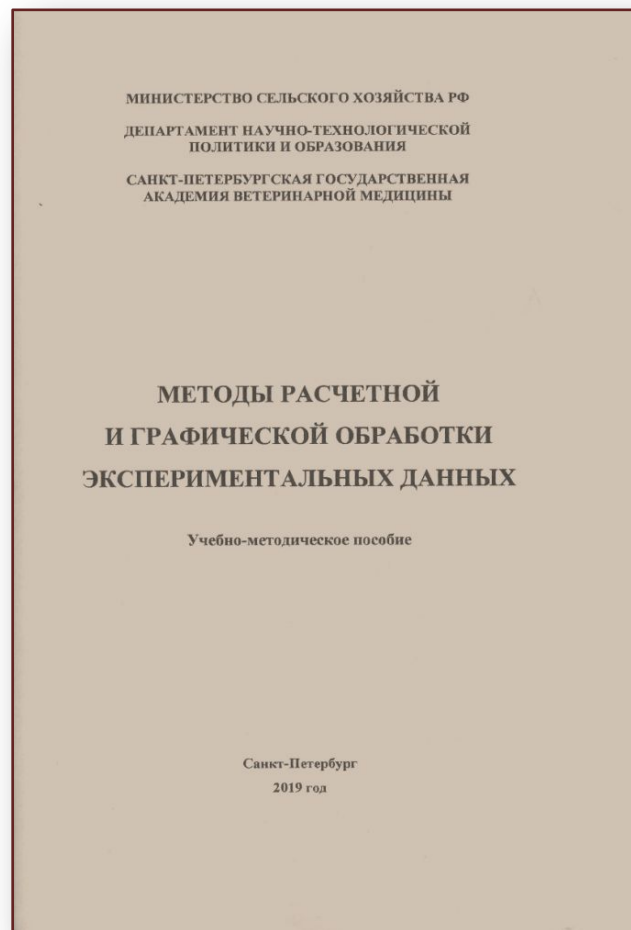 МИНИСТЕРСТВО СЕЛЬСКОГО ХОЗЯЙСТВА РФ
ДЕПАРТАМЕНТ НАУЧНО-ТЕХНОЛОГИЧЕСКОЙ
ПОЛИТИКИ И ОБРАЗОВАНИЯ
САНКТ-ПЕТЕРБУРГСКАЯ ГОСУДАРСТВЕННАЯ
АКАДЕМИЯ ВЕТЕРИНАРНОЙ МЕДИЦИНЫ
МЕТОДЫ РАСЧЕТНОЙ
И ГРАФИЧЕСКОЙ ОБРАБОТКИ
ЭКСПЕРИМЕНТАЛЬНЫХ ДАННЫХ
Учебно-методическое пособие
Санкт-Петербург
2019 год